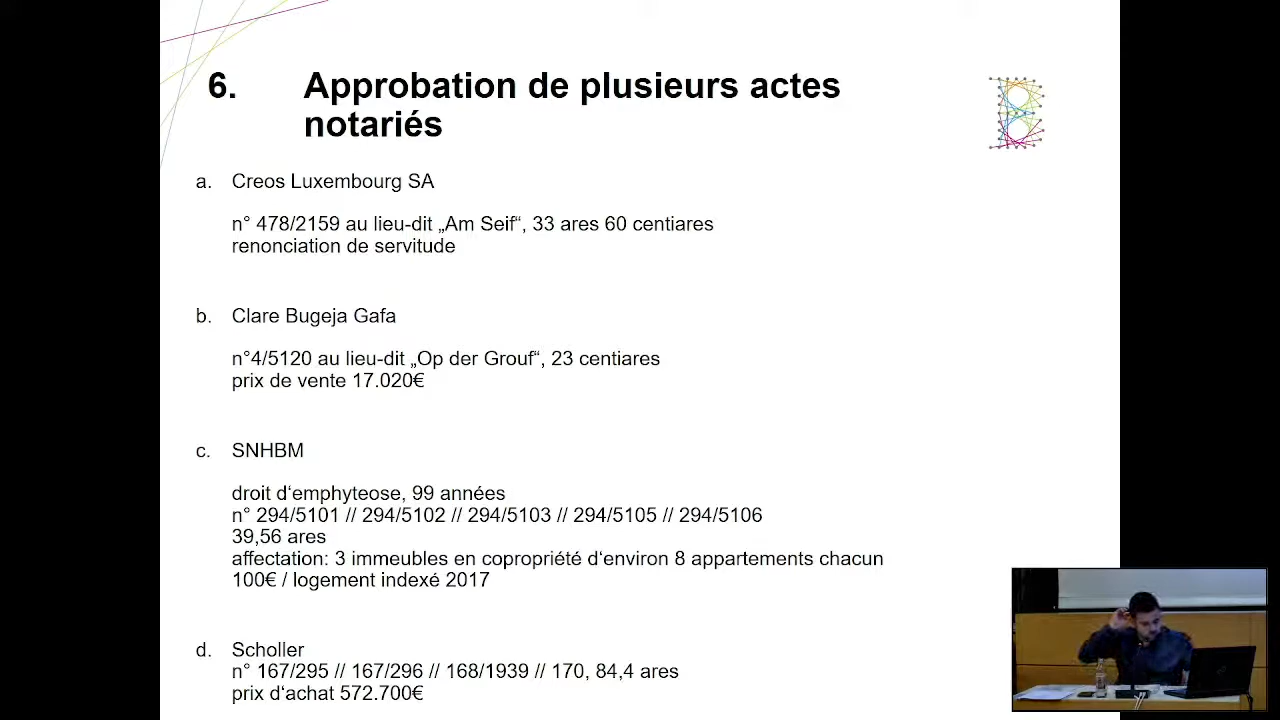 6. Approbation de plusieurs actes
notariés
a. Creos Luxembourg SA
n° 478/2159 au lieu-dit „Am Seif“, 33 ares 60 centiares
renonciation de servitude
b. Clare Bugeja Gafa
n°4/5120 au lieu-dit „Op der Grouf“, 23 centiares
prix de vente 17.020€
c. SNHBM
droit d‘emphyteose, 99 années
n° 294/5101 // 294/5102 // 294/5103 // 294/5105 // 294/5106
39,56 ares
affectation: 3 immeubles en copropriété d‘environ 8 appartements chacun
100€ / logement indexé 2017
d. Scholler
n° 167/295 // 167/296 // 168/1939 // 170, 84,4 ares
prix d‘achat 572.700€